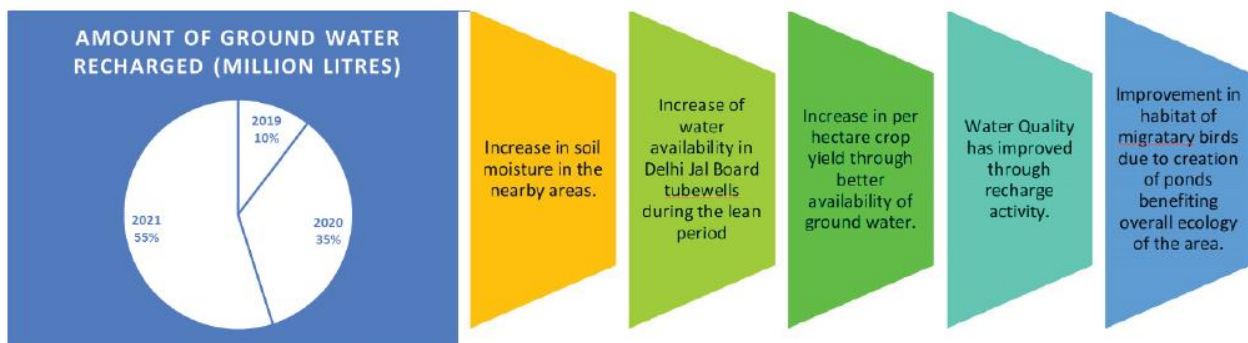 AMOUNT OF GROUND WATER
RECHARGED (MILLION LITRES)
2019
10%
2021
55%
2020
35%
Increase in soil
moisture in the
nearby areas.
Increase of
water
availability in
Delhi Jal Board
tubewells
during the lean
period
Increase in per
hectare crop
yield through
better
availability of
ground water.
Water Quality
has improved
through
recharge
activity.
Improvement in
habitat of
migratary birds
due to creation
of ponds
benefiting
overall ecology
of the area.